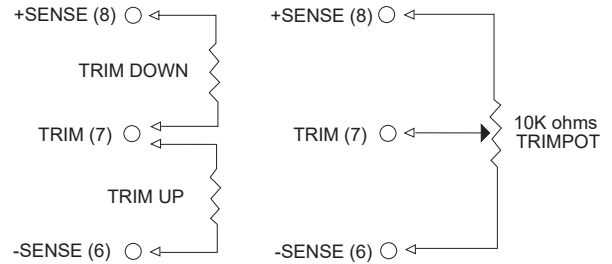 +SENSE (8)
TRIM DOWN
TRIM (7)
TRIM UP
-SENSE (6)
+SENSE (8)
TRIM (7)
10K ohms
TRIMPOT
-SENSE (6)